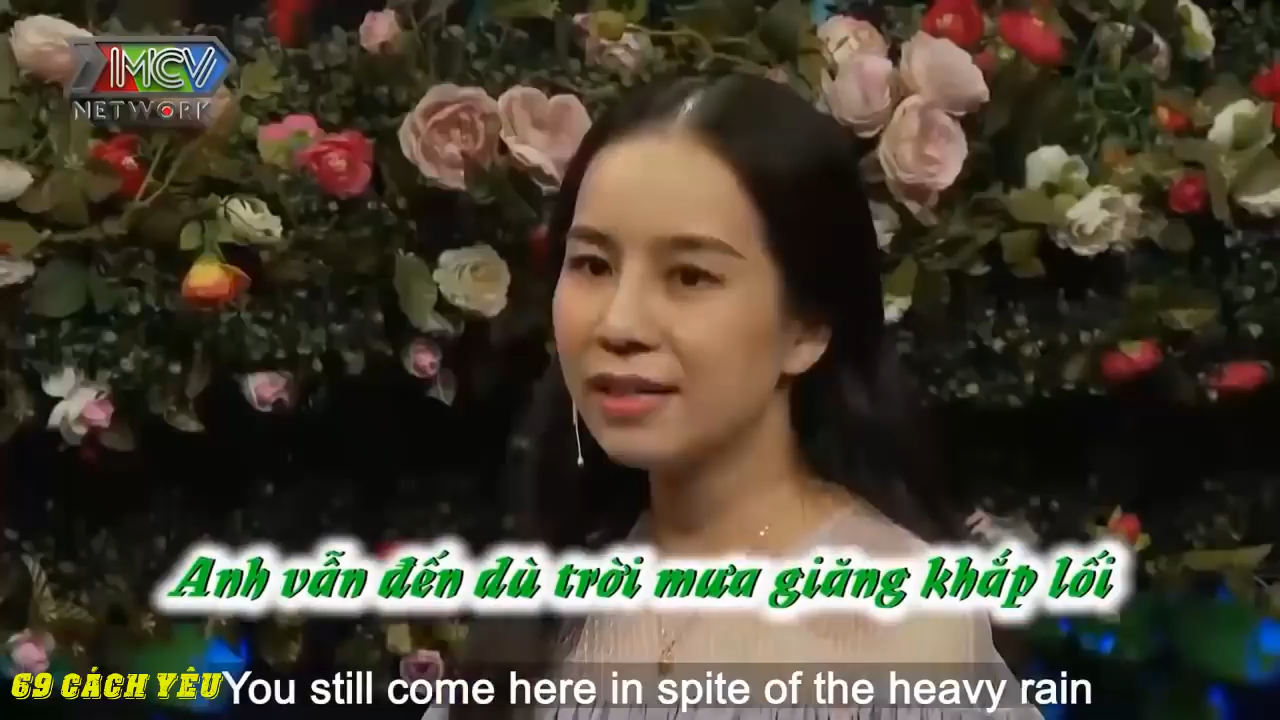 MCV
NETWORK
Anh vẫn đến dù trời mưa giăng khắp lối
69 CÁCH YÊU
You still come here in spite of the heavy rain